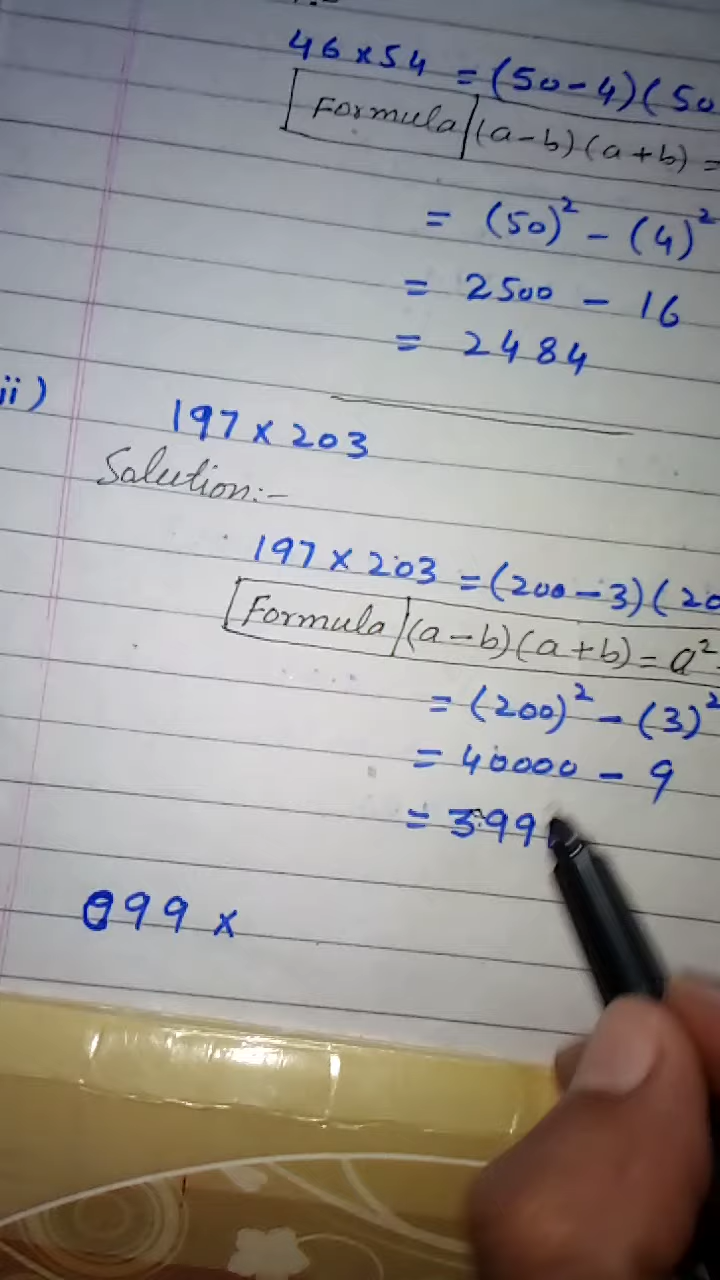 46 x 54 = (50-4)(50
Formula (a-b)(a+b) =
= (50)² - (4)²
= 2500 - 16
= 2484
ii)
197 x 203
Solution:-
197 x 203 = (200-3)(20
Formula (a-b)(a+b) = a²-
= (200)² - (3)²
= 40000 - 9
= 399
999 x